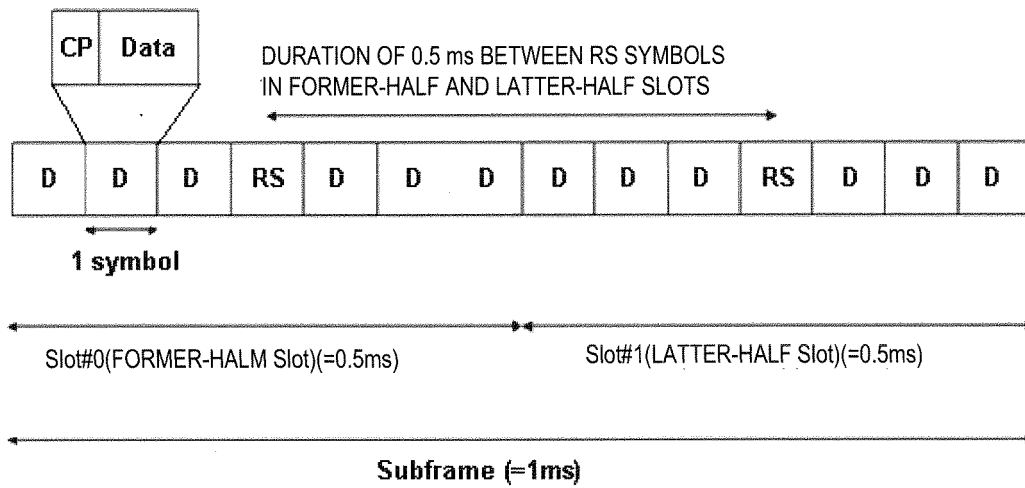 CP Data
DURATION OF 0.5 ms BETWEEN RS SYMBOLS
IN FORMER-HALF AND LATTER-HALF SLOTS
D D D RS D D D D D D RS D D D
1 symbol
Slot#0(FORMER-HALM Slot)(=0.5ms) Slot#1(LATTER-HALF Slot)(=0.5ms)
Subframe (=1ms)